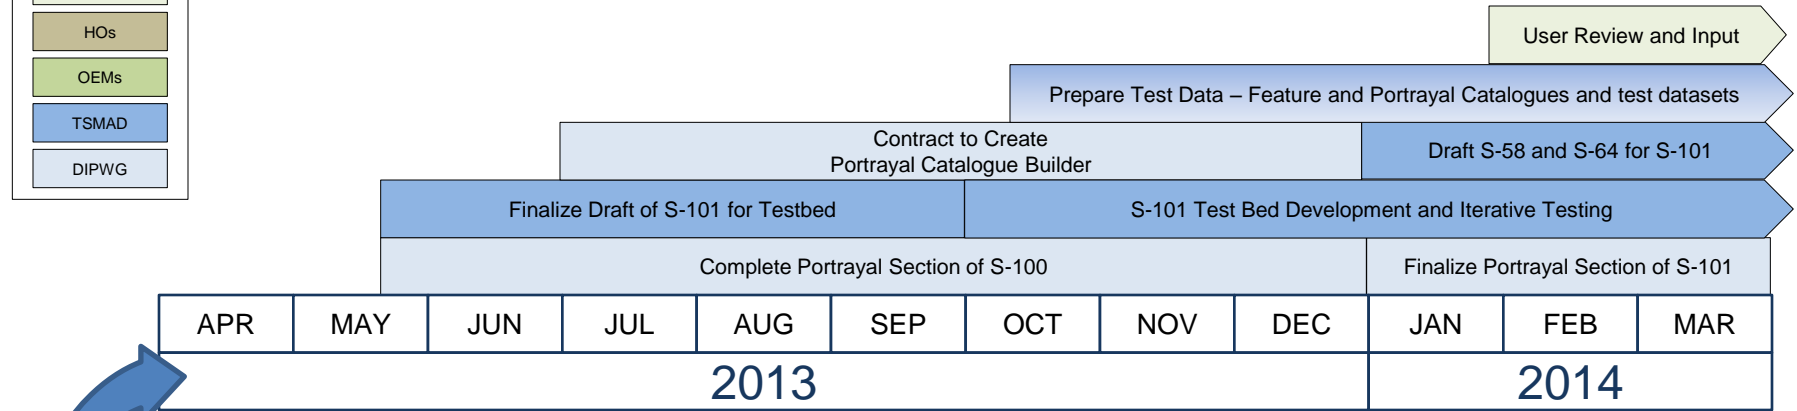 HOs
OEMs
TSMAD
DIPWG
User Review and Input
Prepare Test Data – Feature and Portrayal Catalogues and test datasets
Contract to Create
Portrayal Catalogue Builder
Draft S-58 and S-64 for S-101
Finalize Draft of S-101 for Testbed
S-101 Test Bed Development and Iterative Testing
Complete Portrayal Section of S-100
Finalize Portrayal Section of S-101
APR MAY JUN JUL AUG SEP OCT NOV DEC JAN FEB MAR
2013 2014